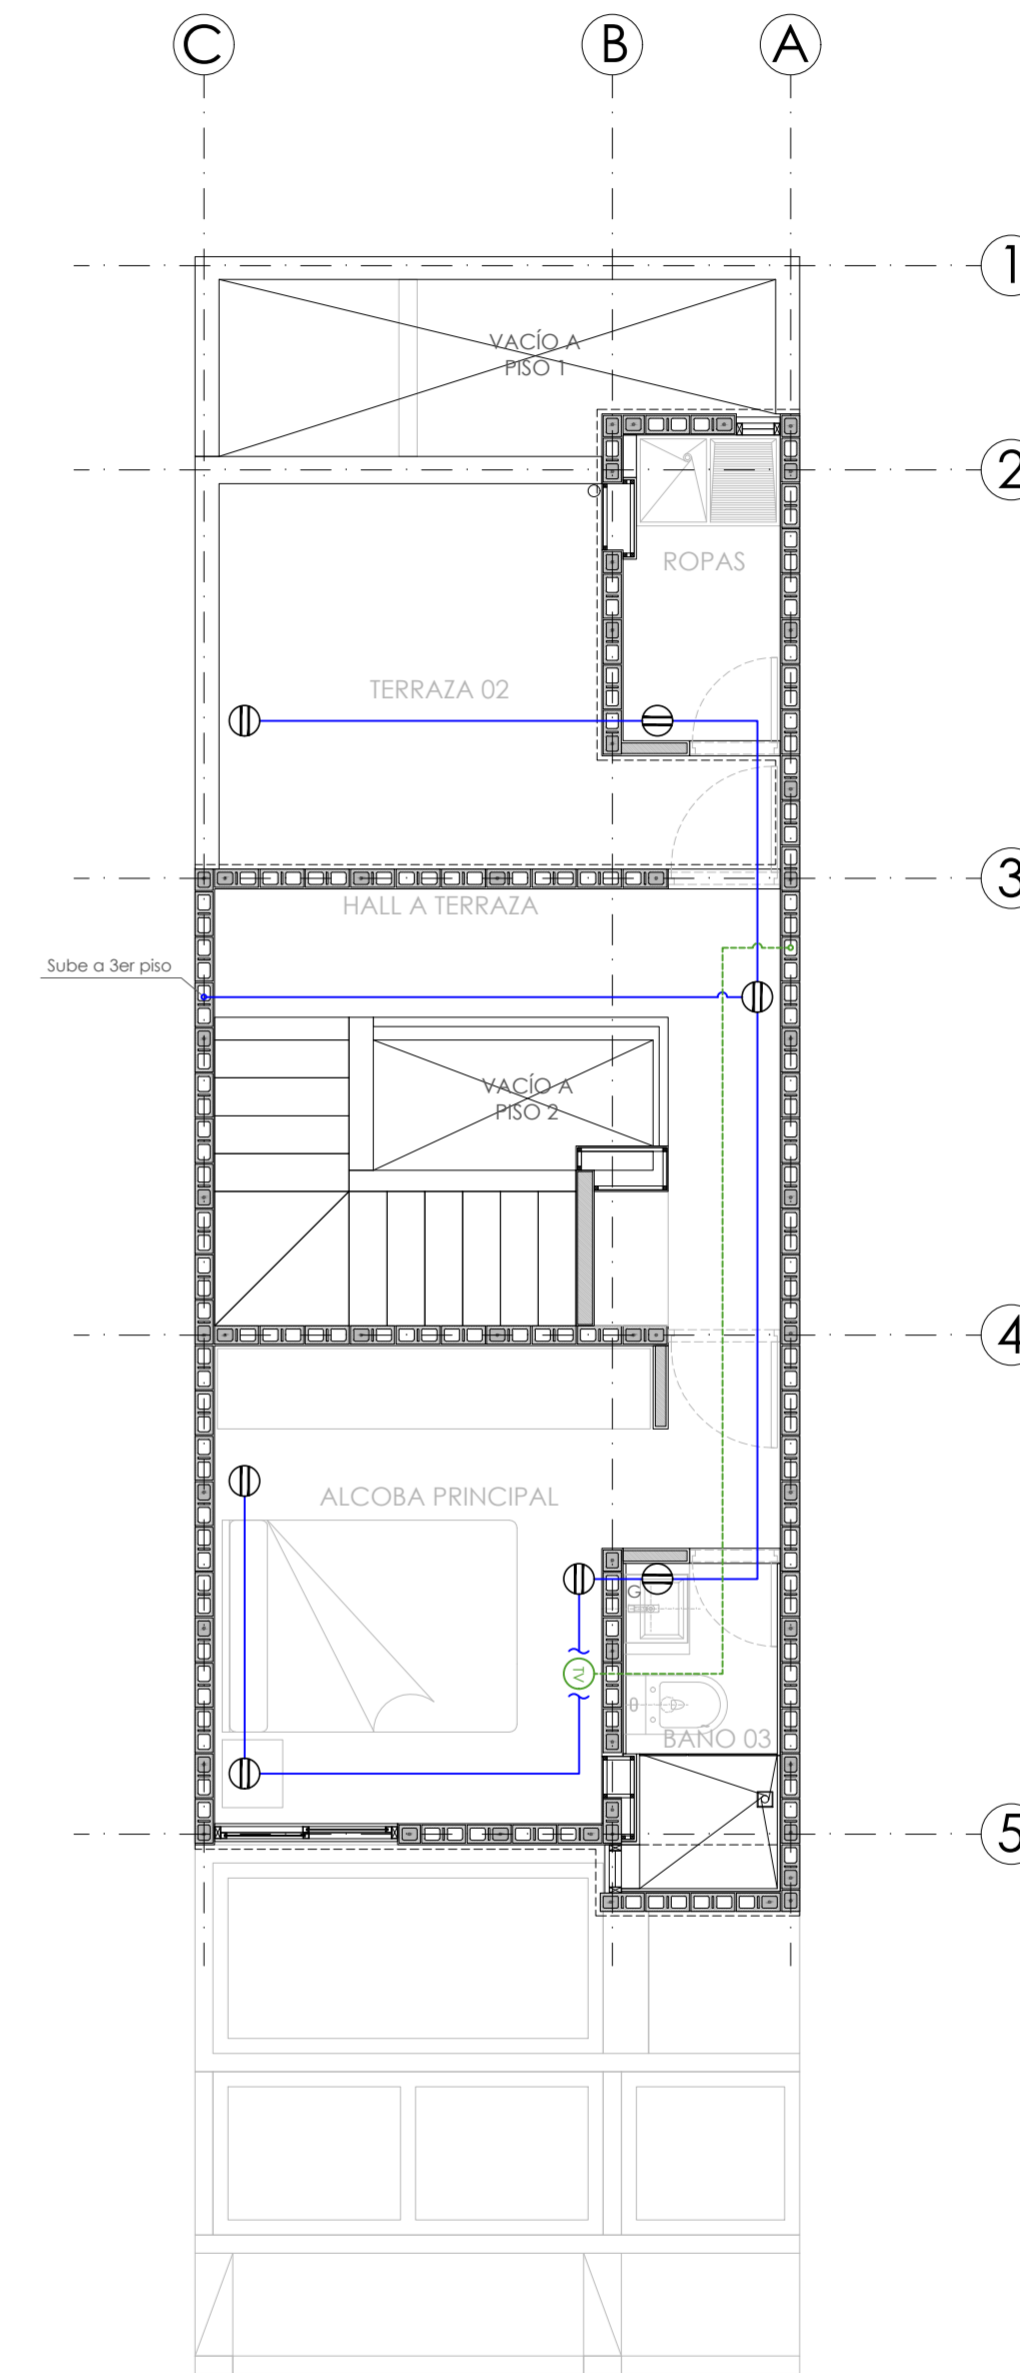 C B A
1
VACÍO A
PISO 1
2
ROPAS
TERRAZA 02
3
HALL A TERRAZA
Sube a 3er piso
VACÍO A
PISO 2
4
ALCOBA PRINCIPAL
G
TV
BAÑO 03
5